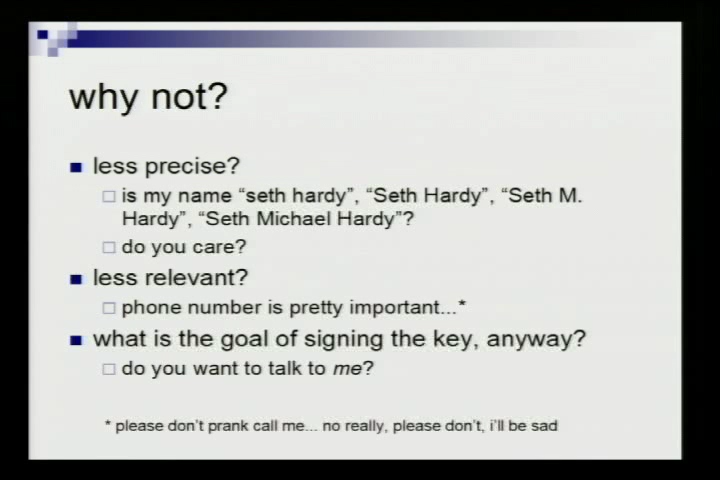 why not?
less precise?
is my name “seth hardy”, “Seth Hardy”, “Seth M.
Hardy”, “Seth Michael Hardy”?
do you care?
less relevant?
phone number is pretty important...*
what is the goal of signing the key, anyway?
do you want to talk to me?
* please don't prank call me... no really, please don't, i'll be sad